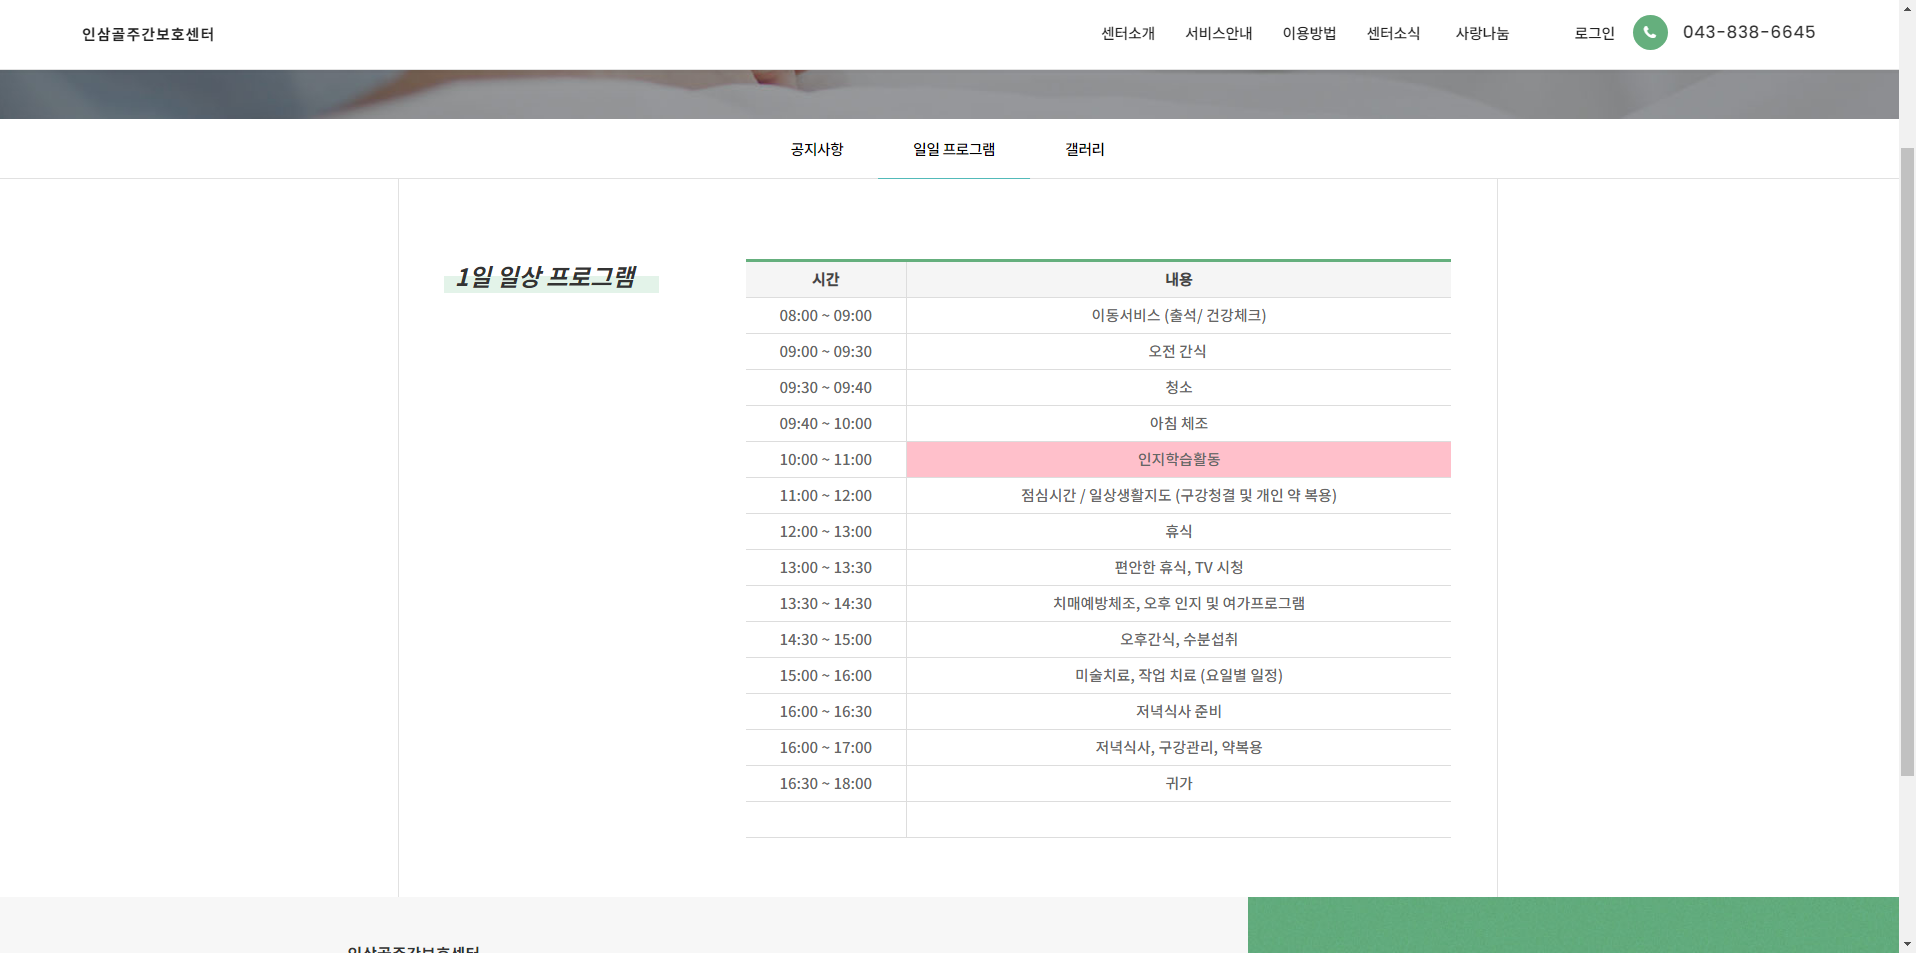 인삼골주간보호센터
센터소개 서비스안내 이용방법 센터소식 사랑나눔 로그인 043-838-6645
공지사항 일일 프로그램 갤러리
1일 일상 프로그램
시간 내용
08:00 ~ 09:00 이동서비스 (출석/ 건강체크)
09:00 ~ 09:30 오전 간식
09:30 ~ 09:40 청소
09:40 ~ 10:00 아침 체조
10:00 ~ 11:00 인지학습활동
11:00 ~ 12:00 점심시간 / 일상생활지도 (구강청결 및 개인 약 복용)
12:00 ~ 13:00 휴식
13:00 ~ 13:30 편안한 휴식, TV 시청
13:30 ~ 14:30 치매예방체조, 오후 인지 및 여가프로그램
14:30 ~ 15:00 오후간식, 수분섭취
15:00 ~ 16:00 미술치료, 작업 치료 (요일별 일정)
16:00 ~ 16:30 저녁식사 준비
16:00 ~ 17:00 저녁식사, 구강관리, 약복용
16:30 ~ 18:00 귀가
인삼골주간보호센터